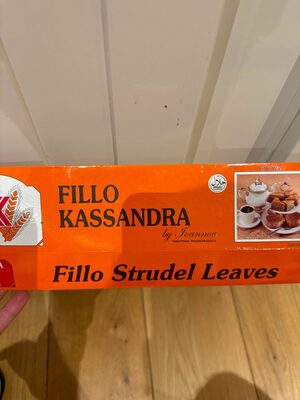 FILLO
KASSANDRA
by Ioannou
Fillo Strudel Leaves